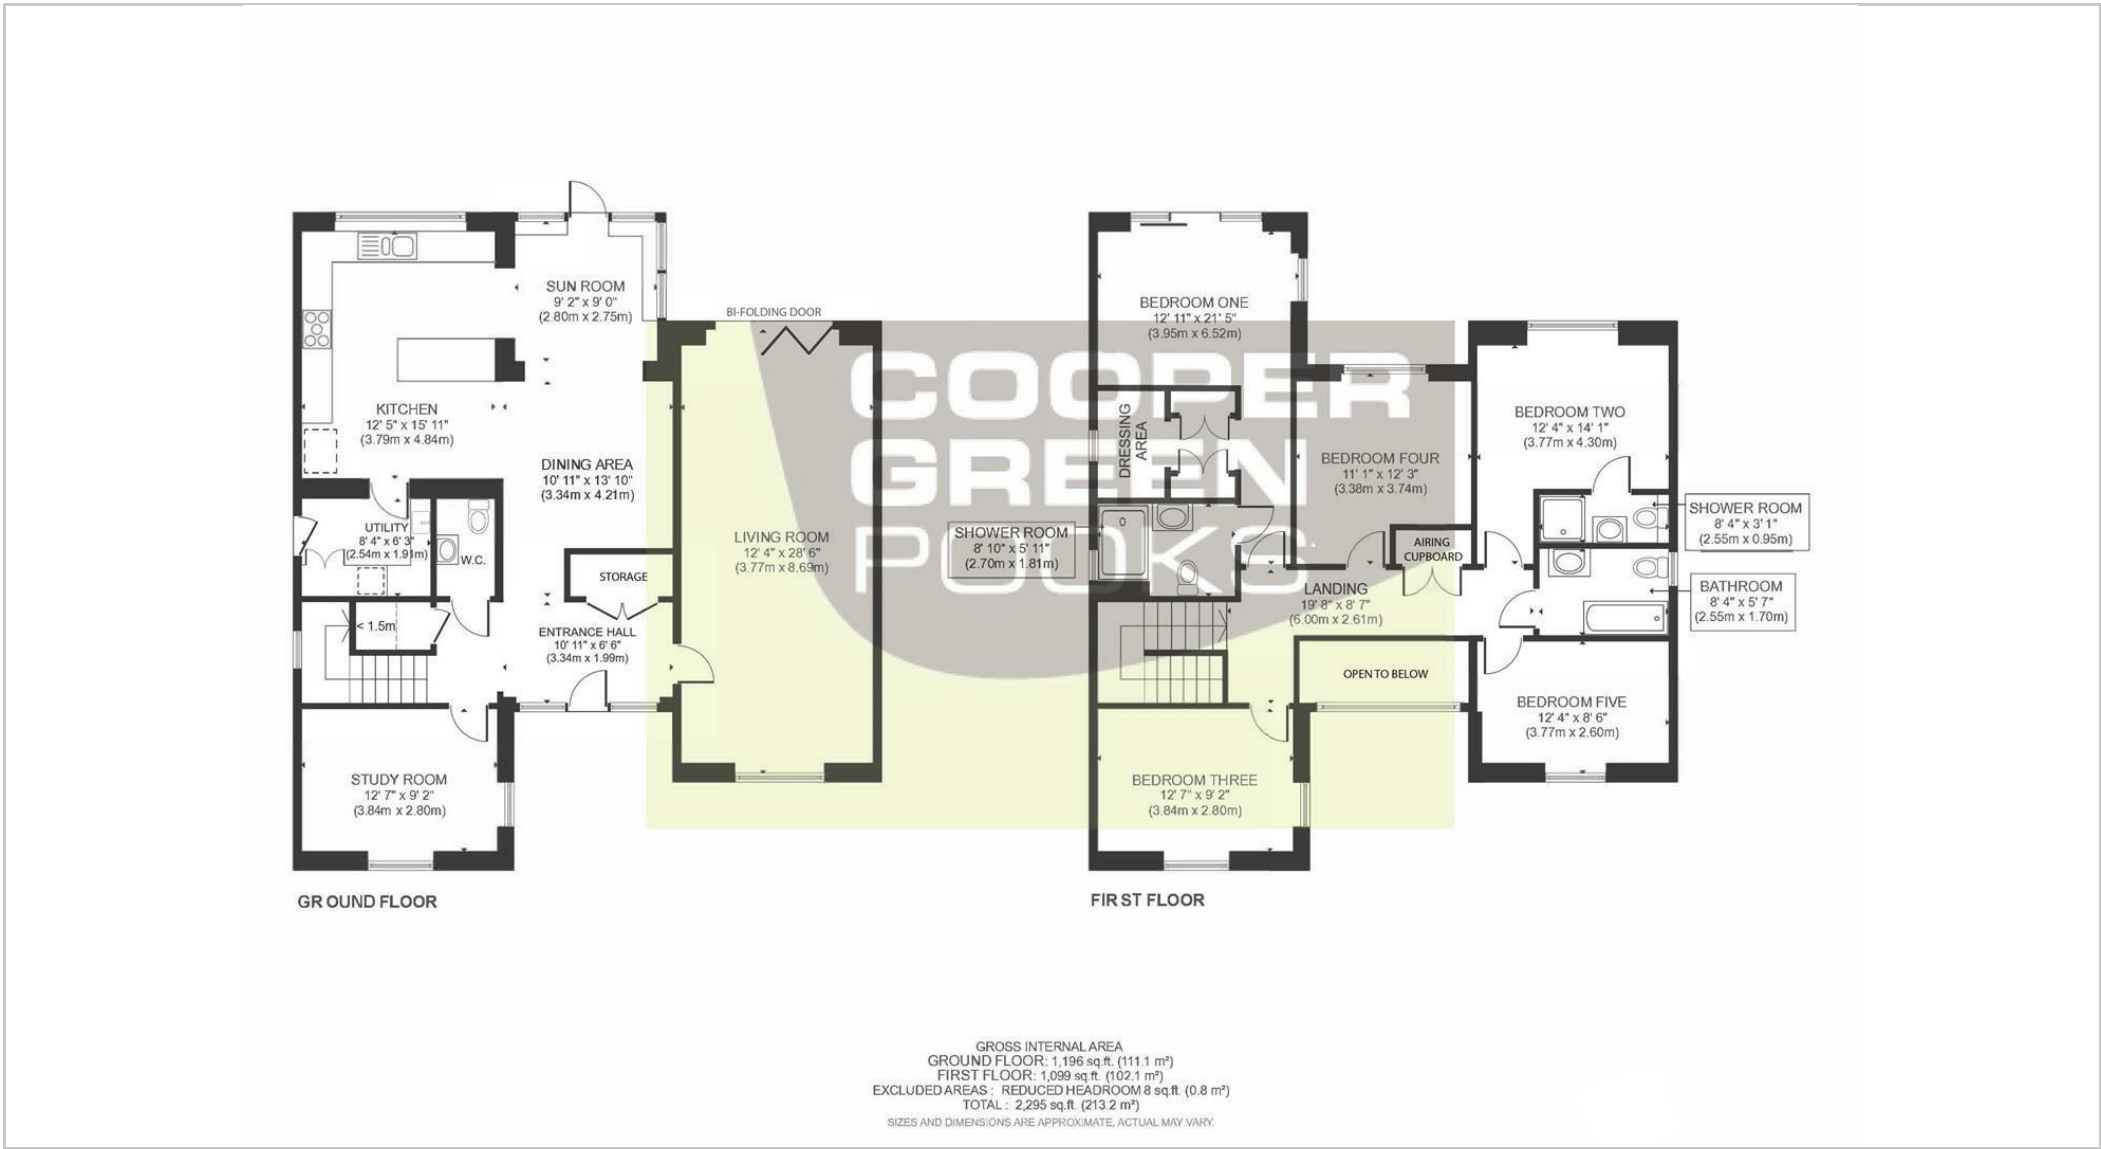 SUN ROOM
9' 2" x 9' 0"
(2.80m x 2.75m)
BI-FOLDING DOOR
KITCHEN
12' 5" x 15' 11"
(3.79m x 4.84m)
DINING AREA
10' 11" x 13' 10"
(3.34m x 4.21m)
UTILITY
8' 4" x 6' 3"
(2.54m x 1.91m)
W.C.
STORAGE
< 1.5m
ENTRANCE HALL
10' 11" x 6' 6"
(3.34m x 1.99m)
LIVING ROOM
12' 4" x 28' 6"
(3.77m x 8.69m)
STUDY ROOM
12' 7" x 9' 2"
(3.84m x 2.80m)
GROUND FLOOR
COOPER
GREEN
POOKS
BEDROOM ONE
12' 11" x 21' 5"
(3.95m x 6.52m)
DRESSING
AREA
BEDROOM FOUR
11' 1" x 12' 3"
(3.38m x 3.74m)
BEDROOM TWO
12' 4" x 14' 1"
(3.77m x 4.30m)
SHOWER ROOM
8' 10" x 5' 11"
(2.70m x 1.81m)
AIRING
CUPBOARD
SHOWER ROOM
8' 4" x 3' 1"
(2.55m x 0.95m)
LANDING
19' 8" x 8' 7"
(6.00m x 2.61m)
BATHROOM
8' 4" x 5' 7"
(2.55m x 1.70m)
OPEN TO BELOW
BEDROOM FIVE
12' 4" x 8' 6"
(3.77m x 2.60m)
BEDROOM THREE
12' 7" x 9' 2"
(3.84m x 2.80m)
FIRST FLOOR
GROSS INTERNAL AREA
GROUND FLOOR: 1,196 sq.ft. (111.1 m²)
FIRST FLOOR: 1,099 sq.ft. (102.1 m²)
EXCLUDED AREAS : REDUCED HEADROOM 8 sq.ft. (0.8 m²)
TOTAL : 2,295 sq.ft. (213.2 m²)
SIZES AND DIMENSIONS ARE APPROXIMATE, ACTUAL MAY VARY.